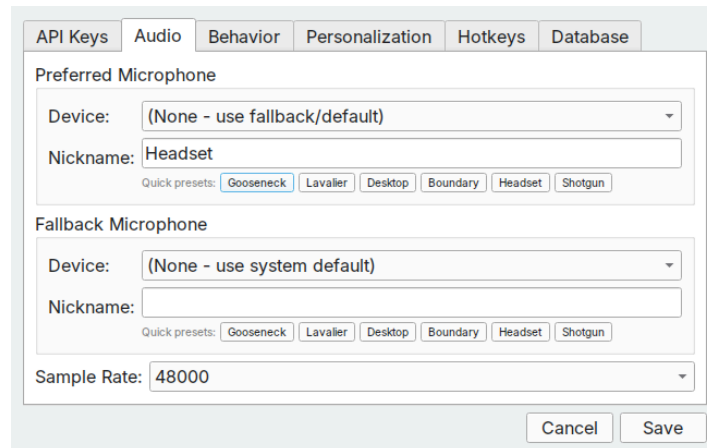 API Keys Audio Behavior Personalization Hotkeys Database
Preferred Microphone
Device: (None - use fallback/default)
Nickname: Headset
Quick presets: Gooseneck Lavalier Desktop Boundary Headset Shotgun
Fallback Microphone
Device: (None - use system default)
Nickname:
Quick presets: Gooseneck Lavalier Desktop Boundary Headset Shotgun
Sample Rate: 48000
Cancel Save